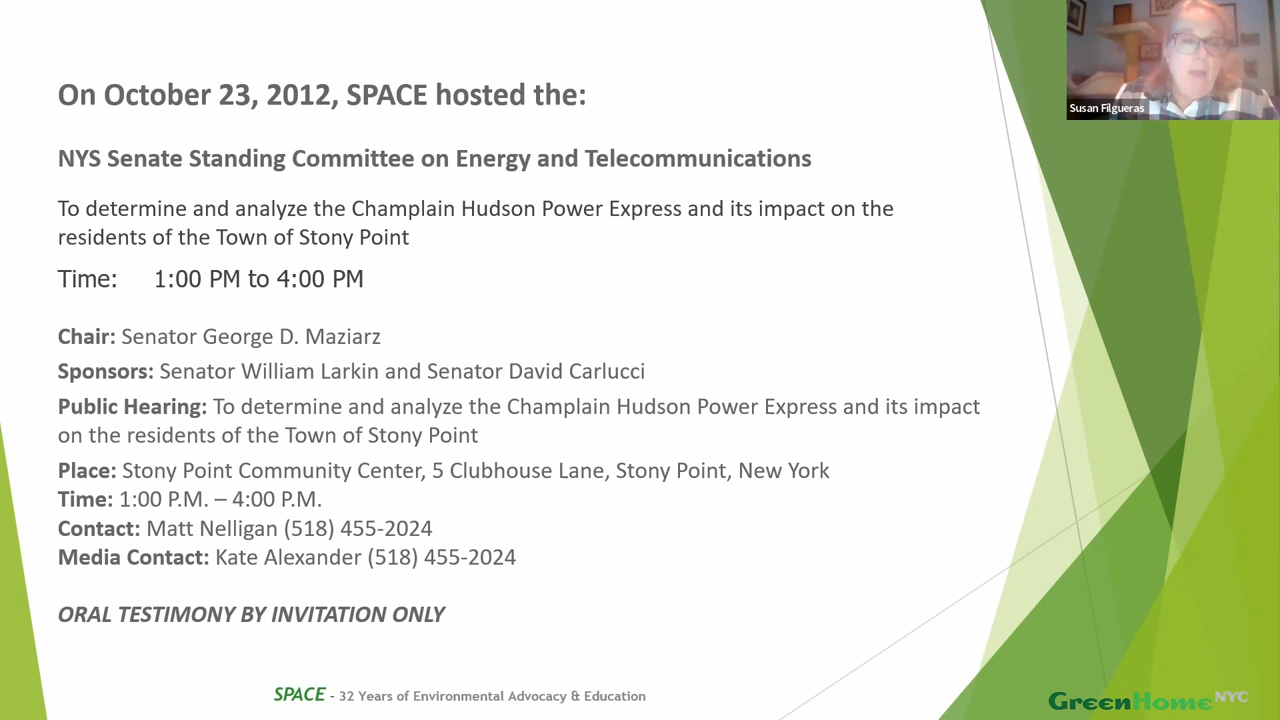 On October 23, 2012, SPACE hosted the:
NYS Senate Standing Committee on Energy and Telecommunications
To determine and analyze the Champlain Hudson Power Express and its impact on the
residents of the Town of Stony Point
Time: 1:00 PM to 4:00 PM
Chair: Senator George D. Maziarz
Sponsors: Senator William Larkin and Senator David Carlucci
Public Hearing: To determine and analyze the Champlain Hudson Power Express and its impact
on the residents of the Town of Stony Point
Place: Stony Point Community Center, 5 Clubhouse Lane, Stony Point, New York
Time: 1:00 P.M. – 4:00 P.M.
Contact: Matt Nelligan (518) 455-2024
Media Contact: Kate Alexander (518) 455-2024
ORAL TESTIMONY BY INVITATION ONLY
SPACE - 32 Years of Environmental Advocacy & Education
Susan Filgueras
GreenHomeNYC